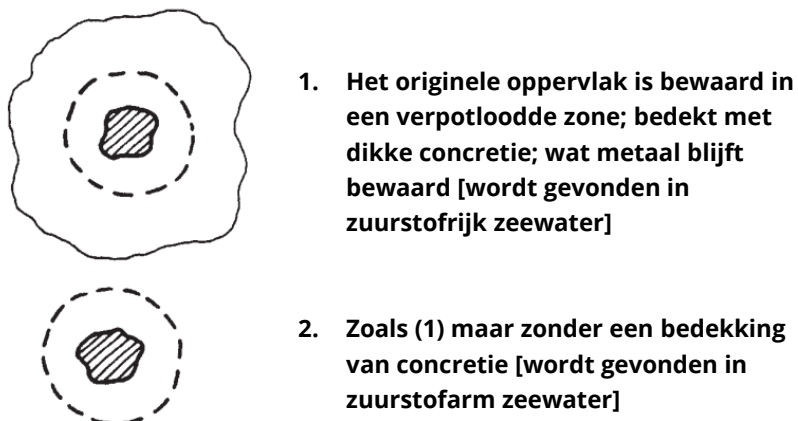 1. Het originele oppervlak is bewaard in
een verpotloodde zone; bedekt met
dikke concretie; wat metaal blijft
bewaard [wordt gevonden in
zuurstofrijk zeewater]
2. Zoals (1) maar zonder een bedekking
van concretie [wordt gevonden in
zuurstofarm zeewater]